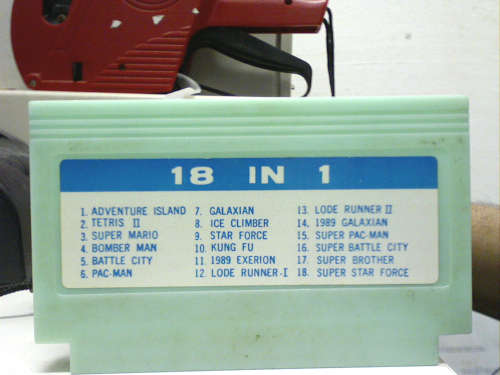 18 IN 1
1. ADVENTURE ISLAND
2. TETRIS II
3. SUPER MARIO
4. BOMBER MAN
5. BATTLE CITY
6. PAC-MAN
7. GALAXIAN
8. ICE CLIMBER
9. STAR FORCE
10. KUNG FU
11. 1989 EXERION
12. LODE RUNNER-I
13. LODE RUNNER II
14. 1989 GALAXIAN
15. SUPER PAC-MAN
16. SUPER BATTLE CITY
17. SUPER BROTHER
18. SUPER STAR FORCE